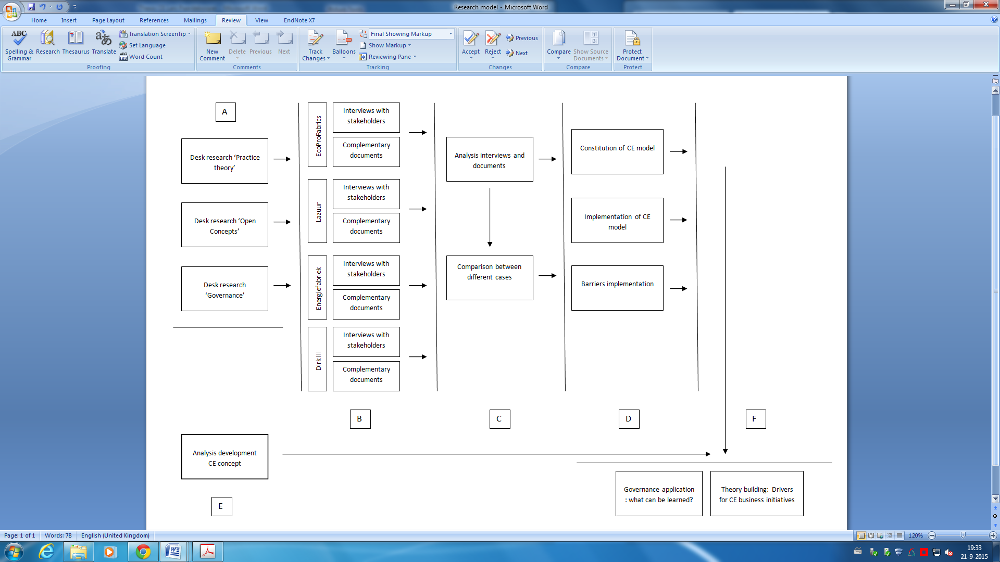 Research model - Microsoft Word
Home
Insert
Page Layout
References
Mailings
Review
View
EndNote X7
ABC
Spelling &
Grammar
Research
Thesaurus
Translate
Translation ScreenTip
Set Language
ABC
123
Word Count
Proofing
New
Comment
Delete
Previous
Next
Comments
Track
Changes
Balloons
Final Showing Markup
Show Markup
Reviewing Pane
Tracking
Accept
Reject
Previous
Next
Changes
Compare
Show Source
Documents
Compare
Protect
Document
Protect
A
Desk research ‘Practice
theory’
Desk research ‘Open
Concepts’
Desk research
‘Governance’
EcoProFabrics
Interviews with
stakeholders
Complementary
documents
Lazuur
Interviews with
stakeholders
Complementary
documents
Energiefabriek
Interviews with
stakeholders
Complementary
documents
Dirk III
Interviews with
stakeholders
Complementary
documents
Analysis interviews and
documents
Comparison between
different cases
Constitution of CE model
Implementation of CE
model
Barriers implementation
B
C
D
F
Analysis development
CE concept
E
Governance application
: what can be learned?
Theory building: Drivers
for CE business initiatives
Page: 1 of 1
Words: 78
English (United Kingdom)
120%
19:33
21-9-2015